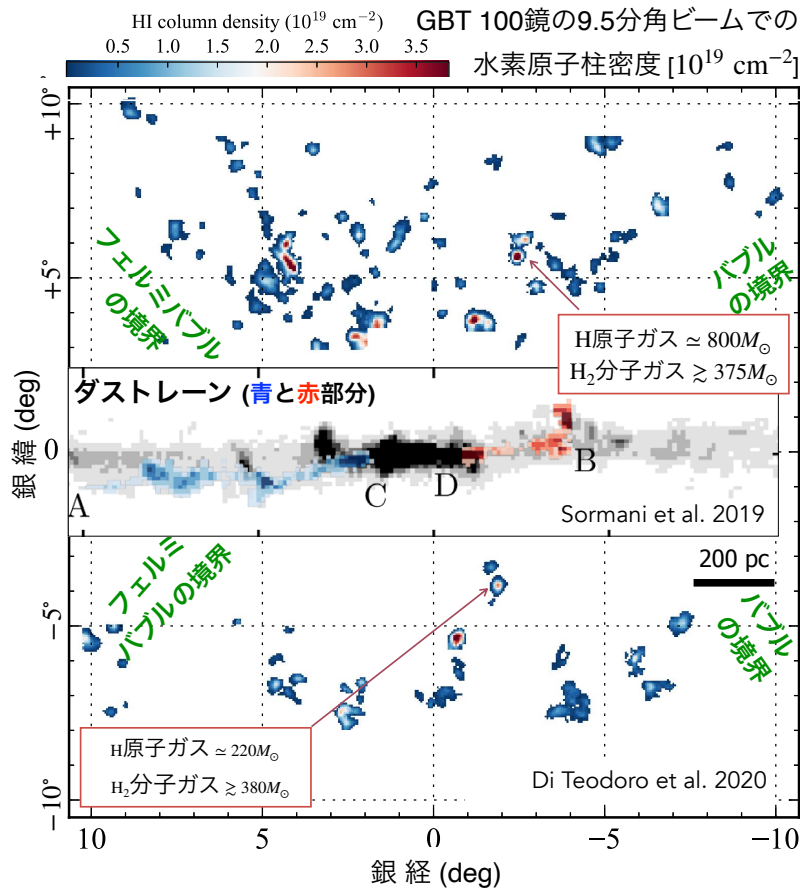 HI column density (10^19 cm^−2)
0.5 1.0 1.5 2.0 2.5 3.0 3.5
GBT 100鏡の9.5分角ビームでの
水素原子柱密度 [10^19 cm^−2]
+10°
+5°
0
−5°
−10°
銀 緯 (deg)
フェルミバブル
の境界
バブル
の境界
H原子ガス ≃ 800M⊙
H₂分子ガス ≳ 375M⊙
ダストレーン (青と赤部分)
A
C
D
B
Sormani et al. 2019
フェルミ
バブルの境界
200 pc
バブル
の境界
H原子ガス ≃ 220M⊙
H₂分子ガス ≳ 380M⊙
Di Teodoro et al. 2020
10 5 0 −5 −10
銀 経 (deg)